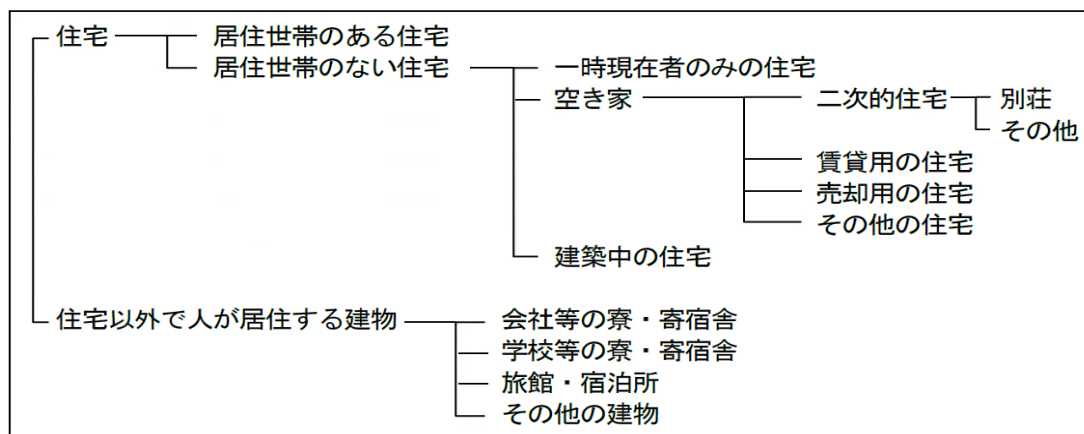 住宅 居住世帯のある住宅
居住世帯のない住宅 一時現在者のみの住宅
空き家 二次的住宅 別荘
その他
賃貸用の住宅
売却用の住宅
その他の住宅
建築中の住宅
住宅以外で人が居住する建物 会社等の寮・寄宿舎
学校等の寮・寄宿舎
旅館・宿泊所
その他の建物